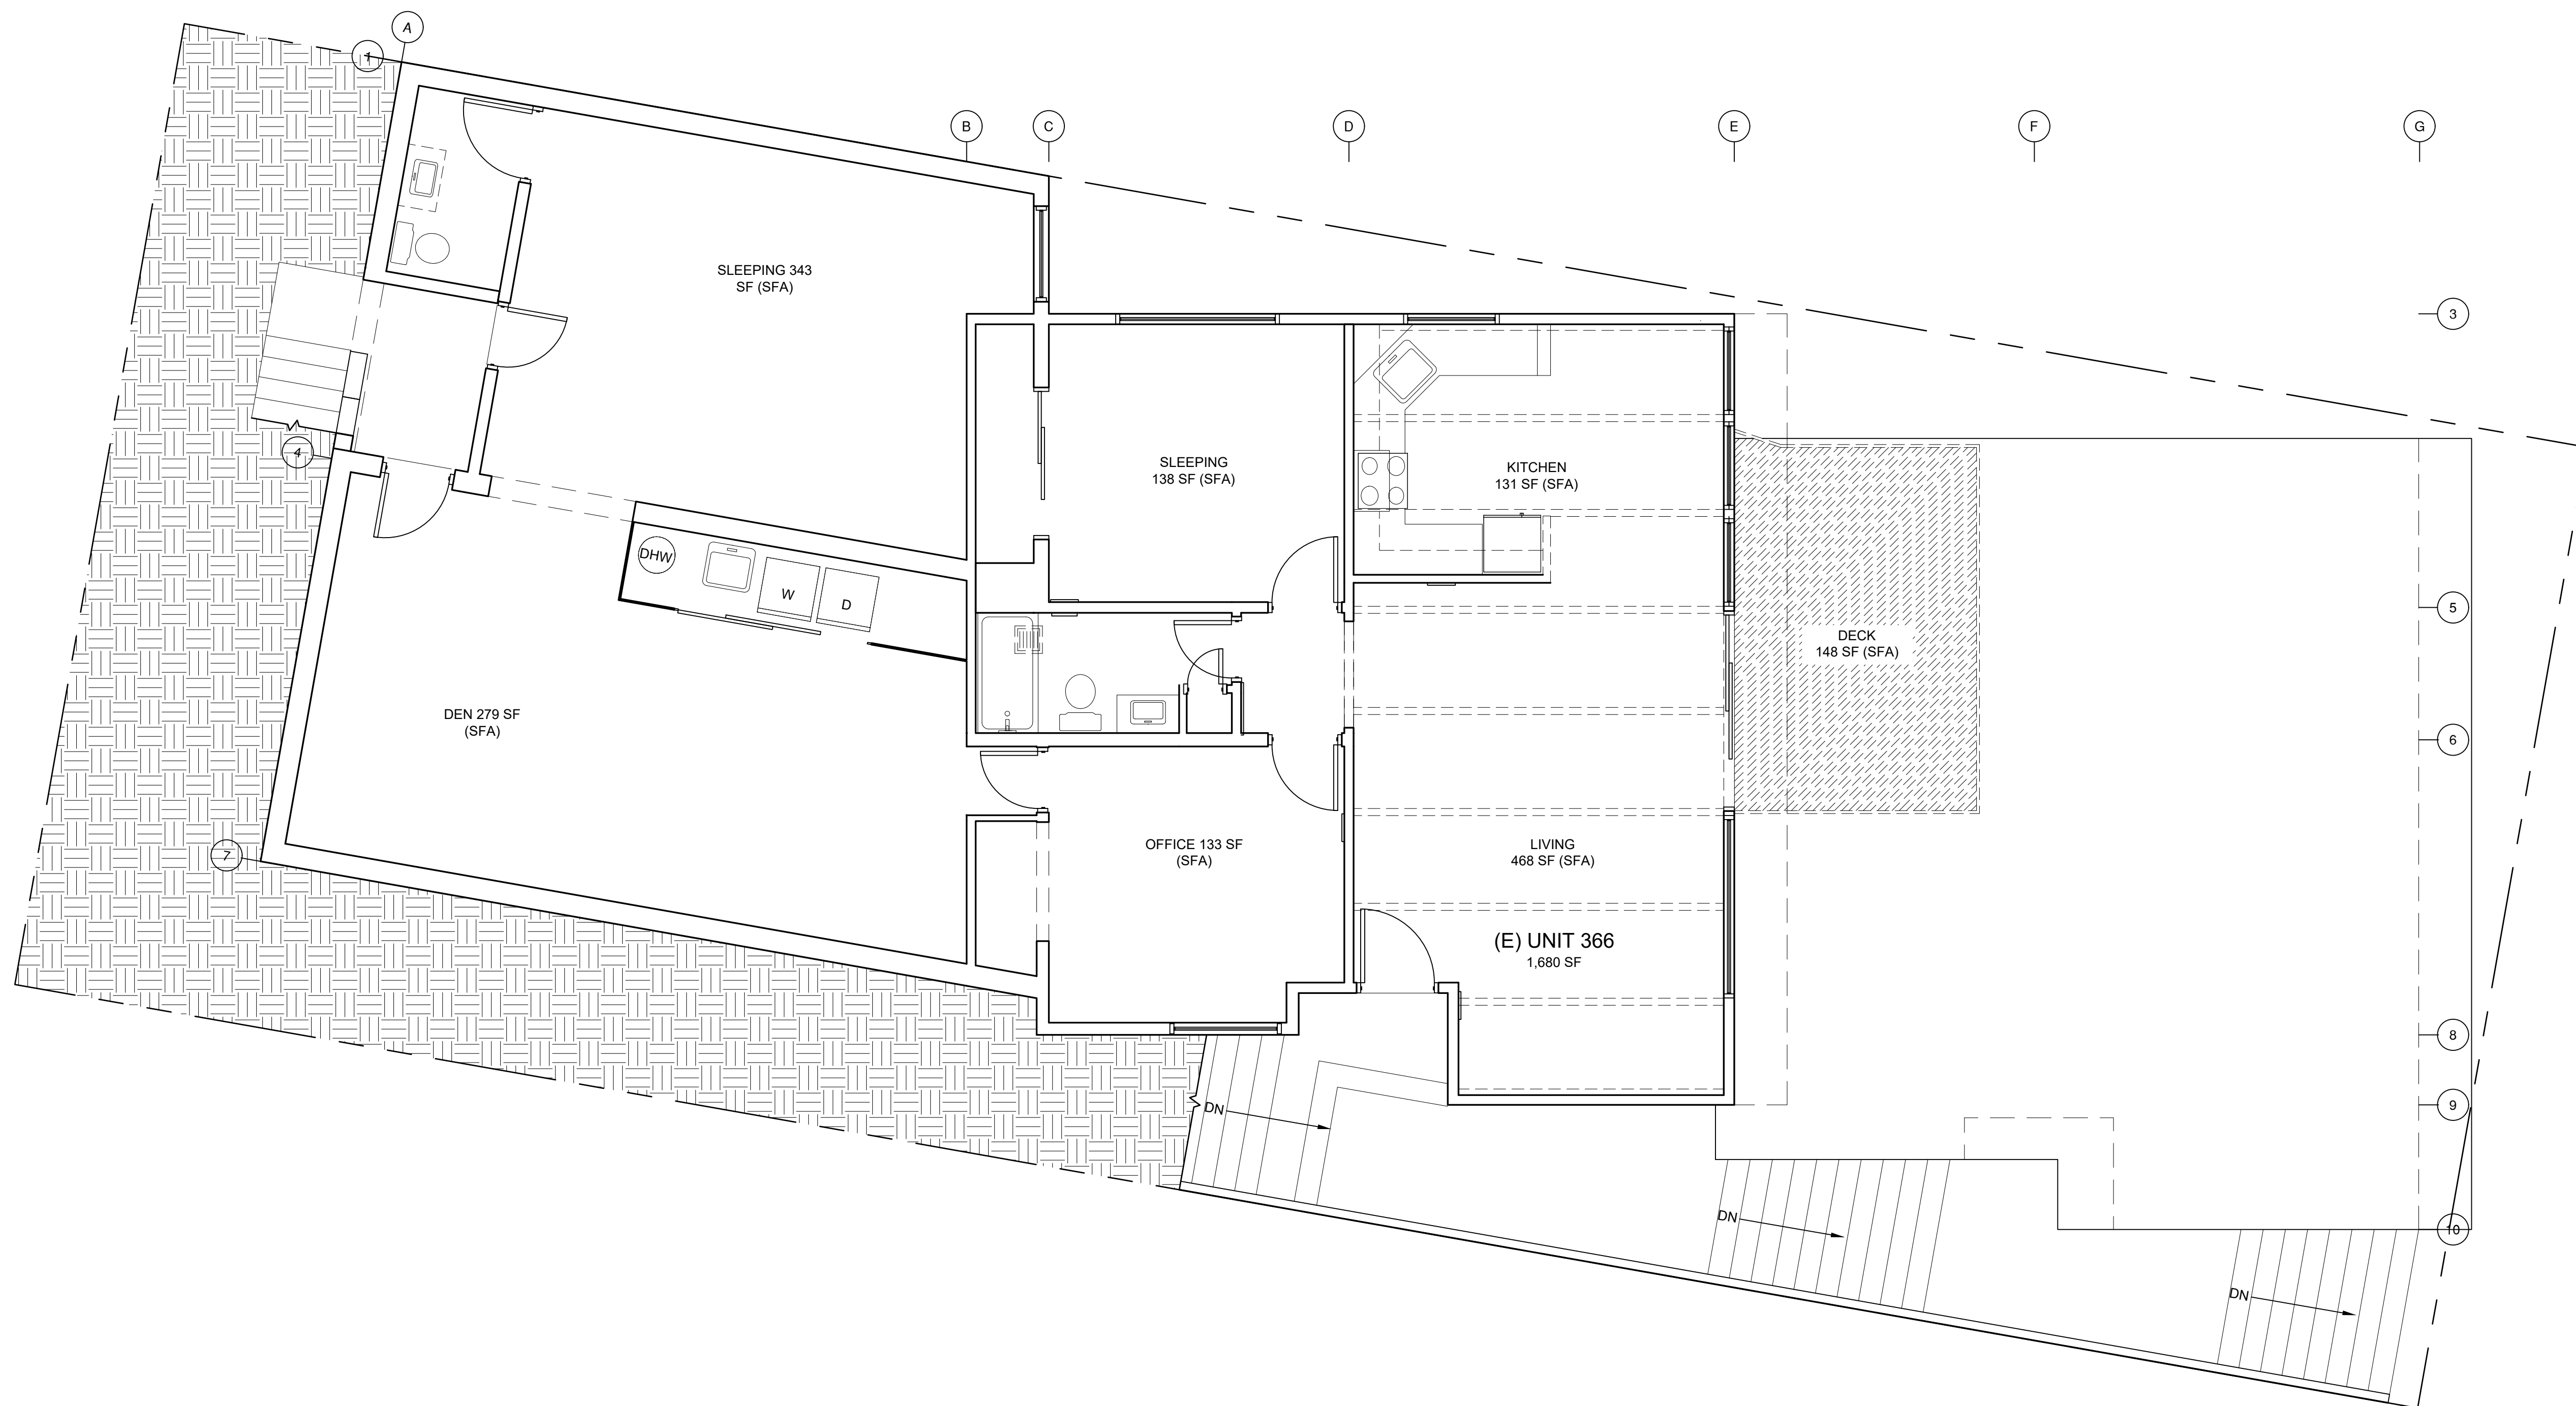 A
1
B
C
D
E
F
G
SLEEPING 343
SF (SFA)
3
4
SLEEPING
138 SF (SFA)
KITCHEN
131 SF (SFA)
DHW
W
D
5
DECK
148 SF (SFA)
DEN 279 SF
(SFA)
6
7
OFFICE 133 SF
(SFA)
LIVING
468 SF (SFA)
(E) UNIT 366
1,680 SF
8
DN
9
DN
10
DN